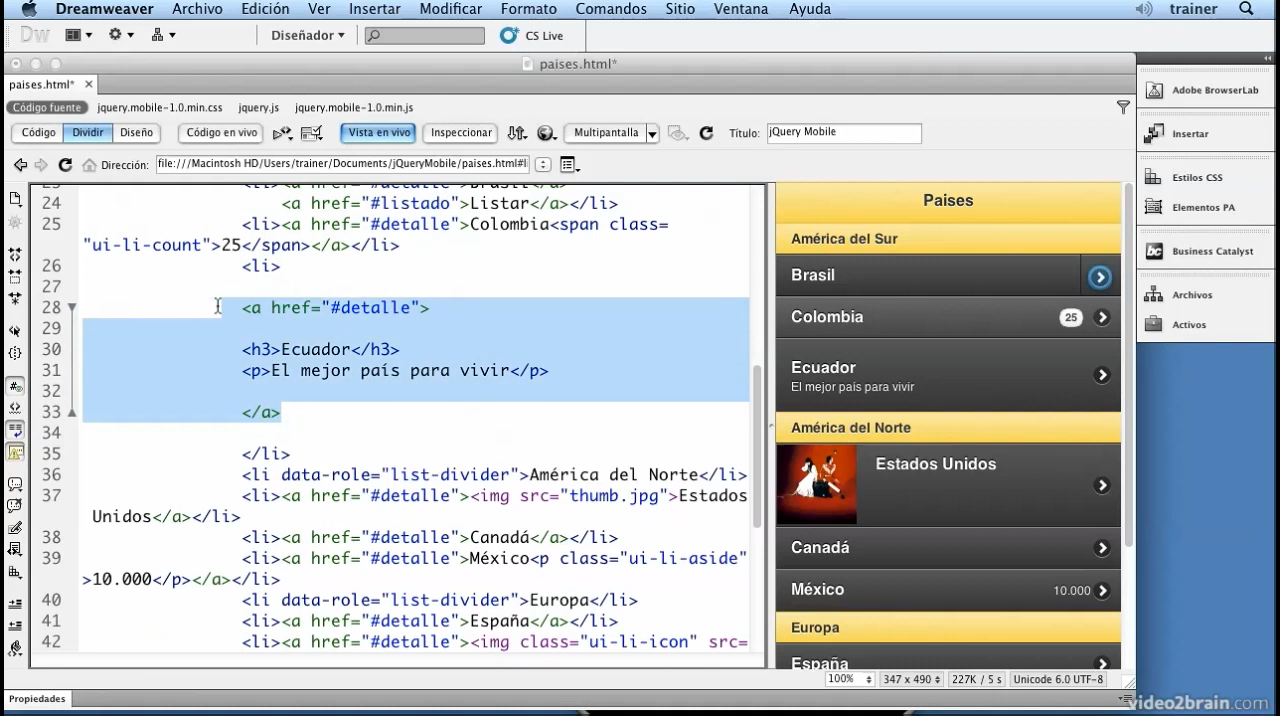 Dreamweaver Archivo Edición Ver Insertar Modificar Formato Comandos Sitio Ventana Ayuda trainer
Dw Diseñador CS Live
paises.html*
paises.html*
Código fuente jquery.mobile-1.0.min.css jquery.js jquery.mobile-1.0.min.js
Código Dividir Diseño Código en vivo Vista en vivo Inspeccionar Multipantalla Título: jQuery Mobile
Dirección: file:///Macintosh HD/Users/trainer/Documents/jQueryMobile/paises.html#l
23 <li><a href="#detalle">Brasil</a>
24 <a href="#listado">Listar</a></li>
25 <li><a href="#detalle">Colombia<span class=
"ui-li-count">25</span></a></li>
26 <li>
27
28 <a href="#detalle">
29
30 <h3>Ecuador</h3>
31 <p>El mejor país para vivir</p>
32
33 </a>
34
35 </li>
36 <li data-role="list-divider">América del Norte</li>
37 <li><a href="#detalle"><img src="thumb.jpg">Estados
Unidos</a></li>
38 <li><a href="#detalle">Canadá</a></li>
39 <li><a href="#detalle">México<p class="ui-li-aside"
>10.000</p></a></li>
40 <li data-role="list-divider">Europa</li>
41 <li><a href="#detalle">España</a></li>
42 <li><a href="#detalle"><img class="ui-li-icon" src=
Paises
América del Sur
Brasil
Colombia 25
Ecuador
El mejor país para vivir
América del Norte
Estados Unidos
Canadá
México 10.000
Europa
España
Adobe BrowserLab
Insertar
Estilos CSS
Elementos PA
bc Business Catalyst
Archivos
Activos
100% 347 x 490 227K / 5 s Unicode 6.0 UTF-8
Propiedades
video2brain.com